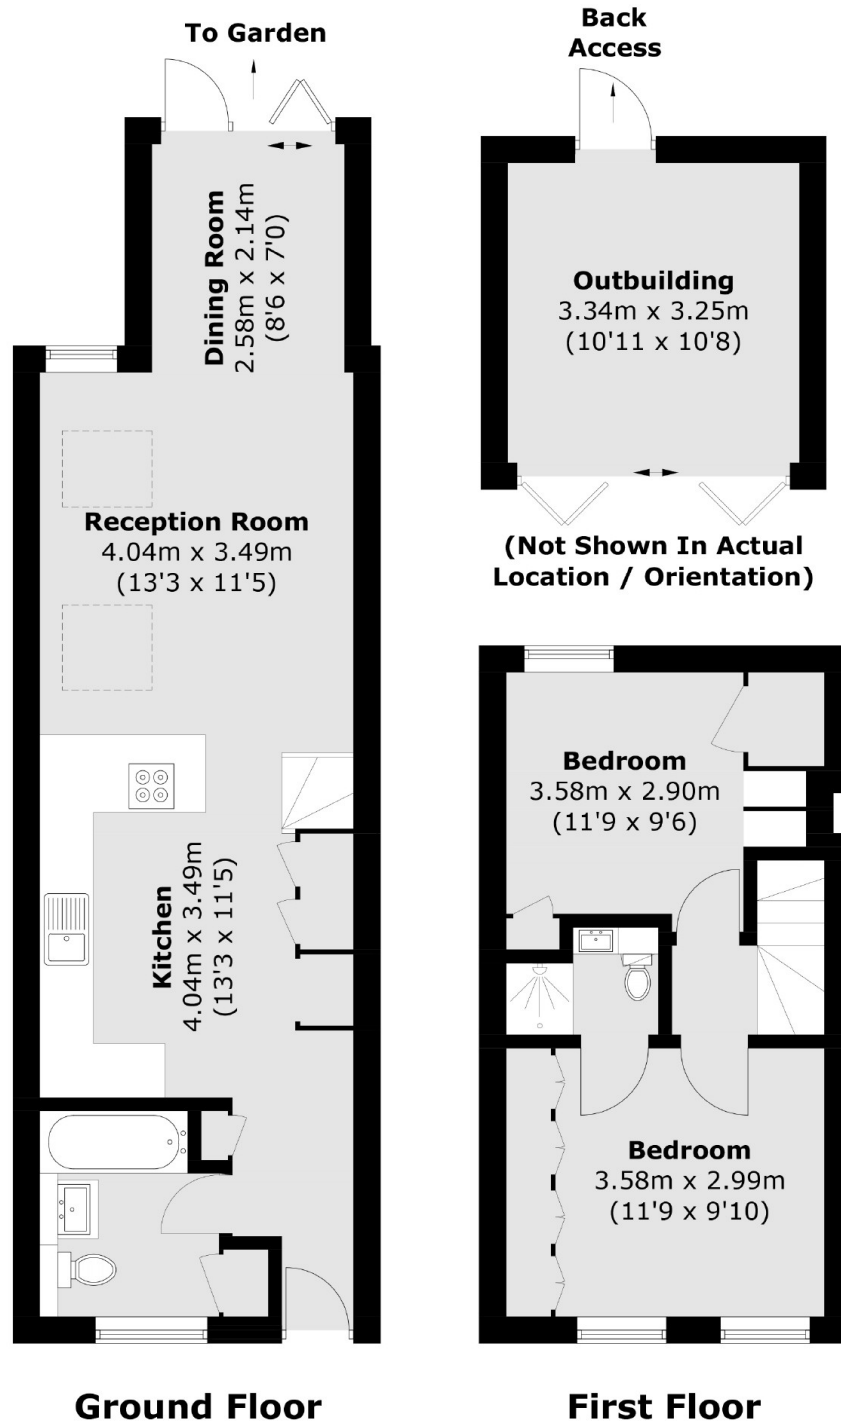 To Garden
Dining Room
2.58m x 2.14m
(8'6 x 7'0)
Reception Room
4.04m x 3.49m
(13'3 x 11'5)
Kitchen
4.04m x 3.49m
(13'3 x 11'5)
Ground Floor
Back
Access
Outbuilding
3.34m x 3.25m
(10'11 x 10'8)
(Not Shown In Actual
Location / Orientation)
Bedroom
3.58m x 2.90m
(11'9 x 9'6)
Bedroom
3.58m x 2.99m
(11'9 x 9'10)
First Floor